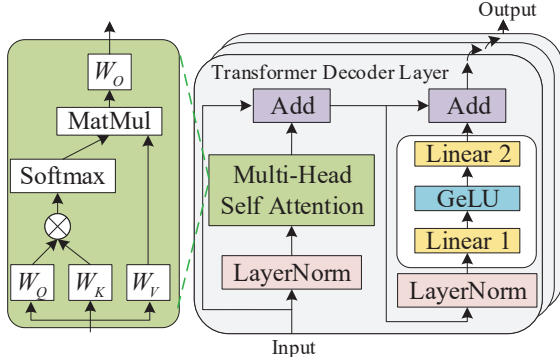 Output
W_O
MatMul
Softmax
W_Q W_K W_V
Transformer Decoder Layer
Add
Multi-Head
Self Attention
LayerNorm
Input
Add
Linear 2
GeLU
Linear 1
LayerNorm